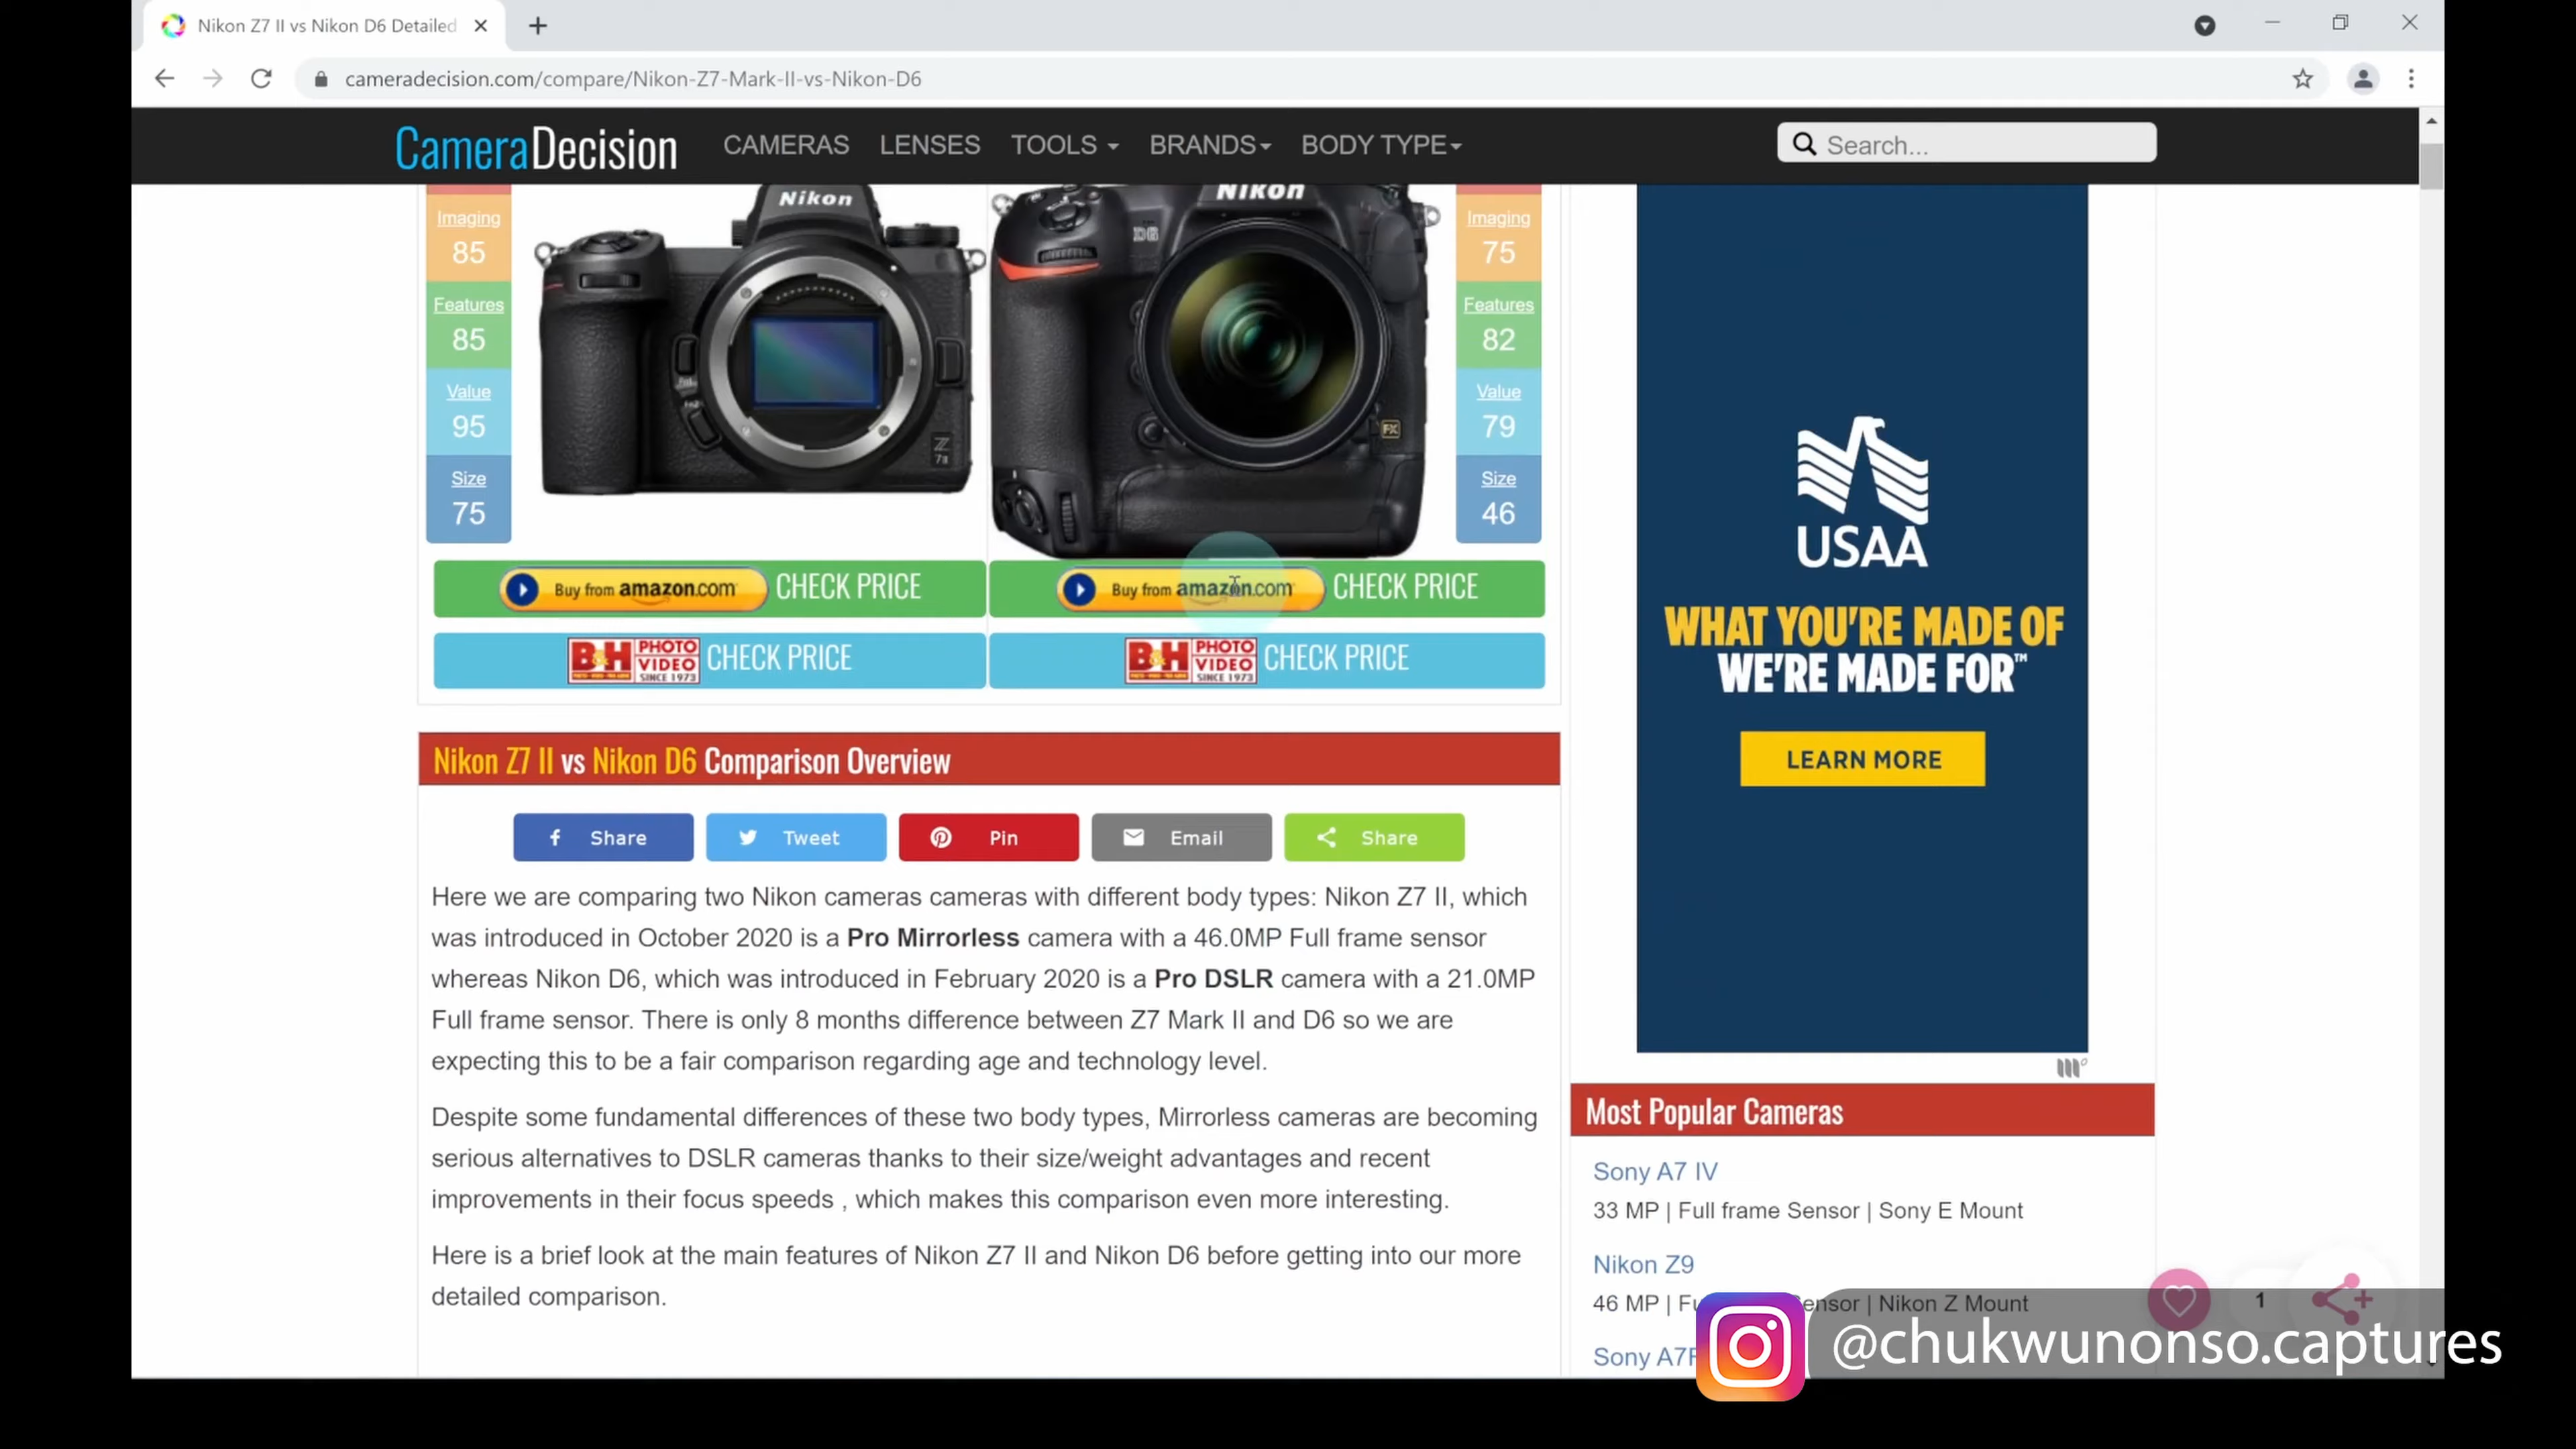 Nikon Z7 II vs Nikon D6 Detailed
cameradecision.com/compare/Nikon-Z7-Mark-II-vs-Nikon-D6
CameraDecision CAMERAS LENSES TOOLS BRANDS BODY TYPE Search...
Imaging
85
Features
85
Value
95
Size
75
Nikon
Z
7II
Nikon
D6
FX
Imaging
75
Features
82
Value
79
Size
46
Buy from amazon.com CHECK PRICE
Buy from amazon.com CHECK PRICE
B&H PHOTO VIDEO SINCE 1973 CHECK PRICE
B&H PHOTO VIDEO SINCE 1973 CHECK PRICE
Nikon Z7 II vs Nikon D6 Comparison Overview
Share Tweet Pin Email Share
Here we are comparing two Nikon cameras cameras with different body types: Nikon Z7 II, which
was introduced in October 2020 is a Pro Mirrorless camera with a 46.0MP Full frame sensor
whereas Nikon D6, which was introduced in February 2020 is a Pro DSLR camera with a 21.0MP
Full frame sensor. There is only 8 months difference between Z7 Mark II and D6 so we are
expecting this to be a fair comparison regarding age and technology level.
Despite some fundamental differences of these two body types, Mirrorless cameras are becoming
serious alternatives to DSLR cameras thanks to their size/weight advantages and recent
improvements in their focus speeds , which makes this comparison even more interesting.
Here is a brief look at the main features of Nikon Z7 II and Nikon D6 before getting into our more
detailed comparison.
USAA
WHAT YOU'RE MADE OF
WE'RE MADE FOR™
LEARN MORE
Most Popular Cameras
Sony A7 IV
33 MP | Full frame Sensor | Sony E Mount
Nikon Z9
46 MP | Sensor | Nikon Z Mount
Sony
1
@chukwunonso.captures